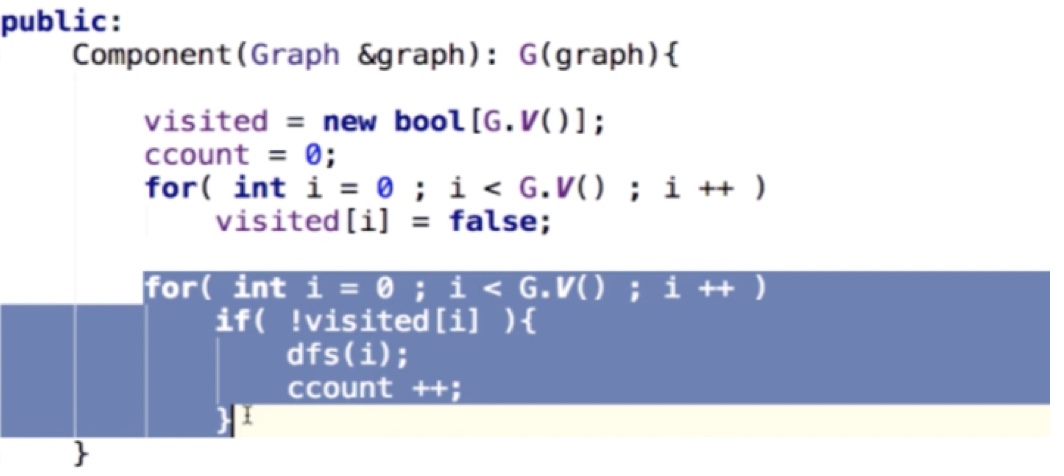 public:
    Component(Graph &graph): G(graph){
        visited = new bool[G.V()];
        ccount = 0;
        for( int i = 0 ; i < G.V() ; i ++ )
            visited[i] = false;
        for( int i = 0 ; i < G.V() ; i ++ )
            if( !visited[i] ){
                dfs(i);
                ccount ++;
            }
    }